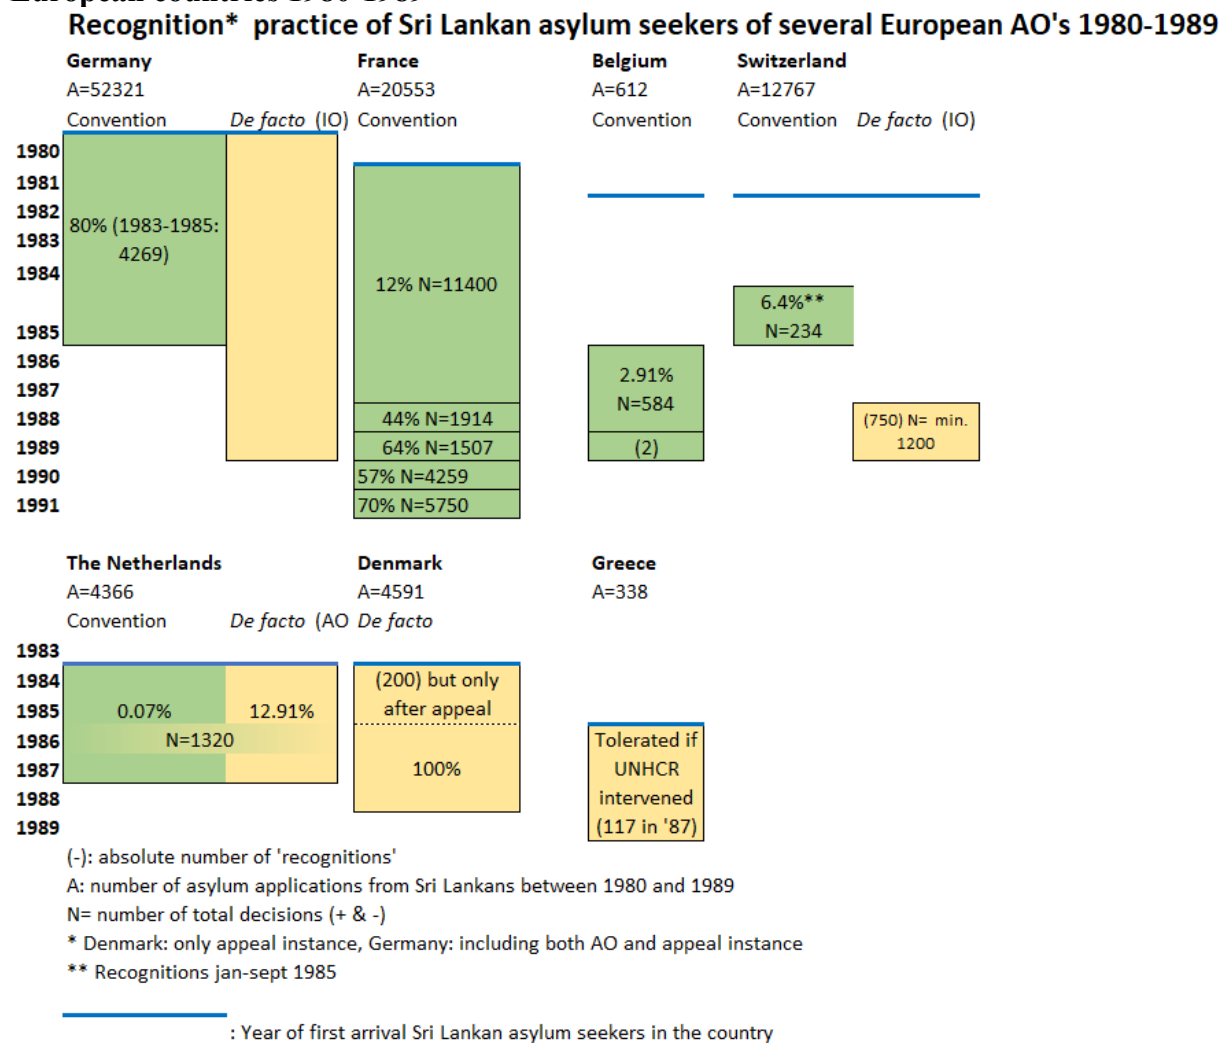 European countries 1980-1989
Recognition* practice of Sri Lankan asylum seekers of several European AO's 1980-1989
Germany France Belgium Switzerland
A=52321 A=20553 A=612 A=12767
Convention De facto (IO) Convention Convention Convention De facto (IO)
1980
1981
1982
1983
1984
1985
1986
1987
1988
1989
1990
1991
80% (1983-1985:
4269)
12% N=11400
44% N=1914
64% N=1507
57% N=4259
70% N=5750
2.91%
N=584
(2)
6.4%**
N=234
(750) N= min.
1200
The Netherlands Denmark Greece
A=4366 A=4591 A=338
Convention De facto (AO De facto
1983
1984
1985
1986
1987
1988
1989
0.07% 12.91%
N=1320
(200) but only
after appeal
100%
Tolerated if
UNHCR
intervened
(117 in '87)
(-): absolute number of 'recognitions'
A: number of asylum applications from Sri Lankans between 1980 and 1989
N= number of total decisions (+ & -)
* Denmark: only appeal instance, Germany: including both AO and appeal instance
** Recognitions jan-sept 1985
: Year of first arrival Sri Lankan asylum seekers in the country